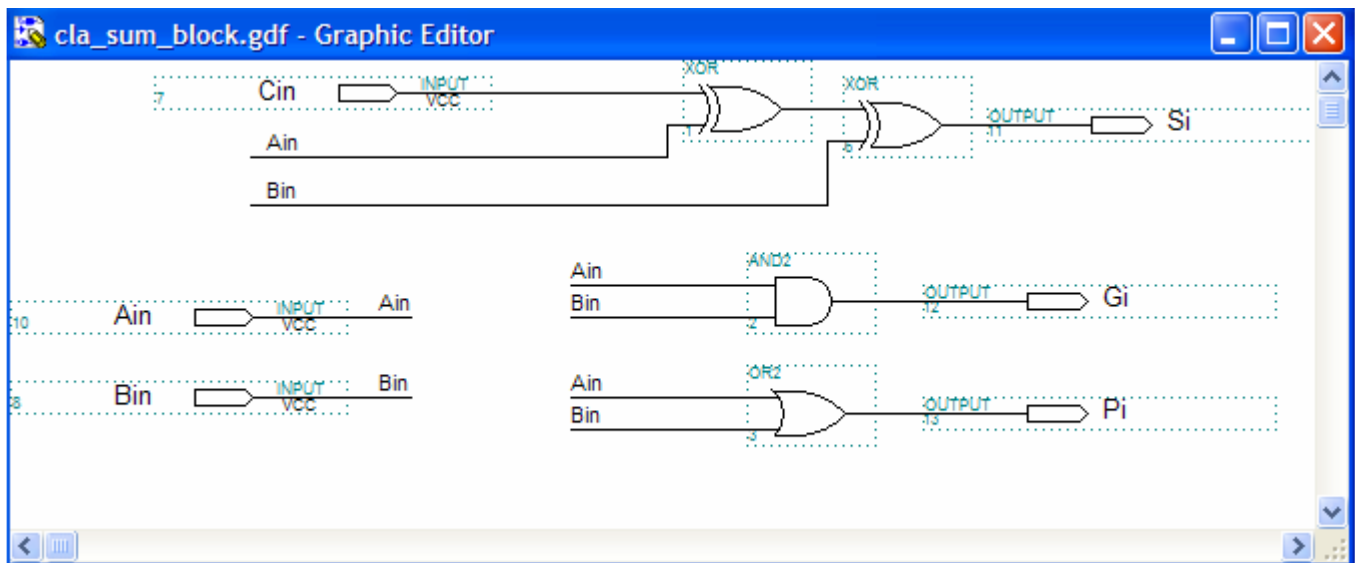 cla_sum_block.gdf - Graphic Editor
XOR
XOR
Cin INPUT
7 VCC
OUTPUT Si
1
11
Ain
6
Bin
AND2
Ain
Ain INPUT Ain
OUTPUT Gi
Bin
12
10 VCC
2
OR2
Bin INPUT Bin
Ain
8 VCC
OUTPUT Pi
Bin
13
3